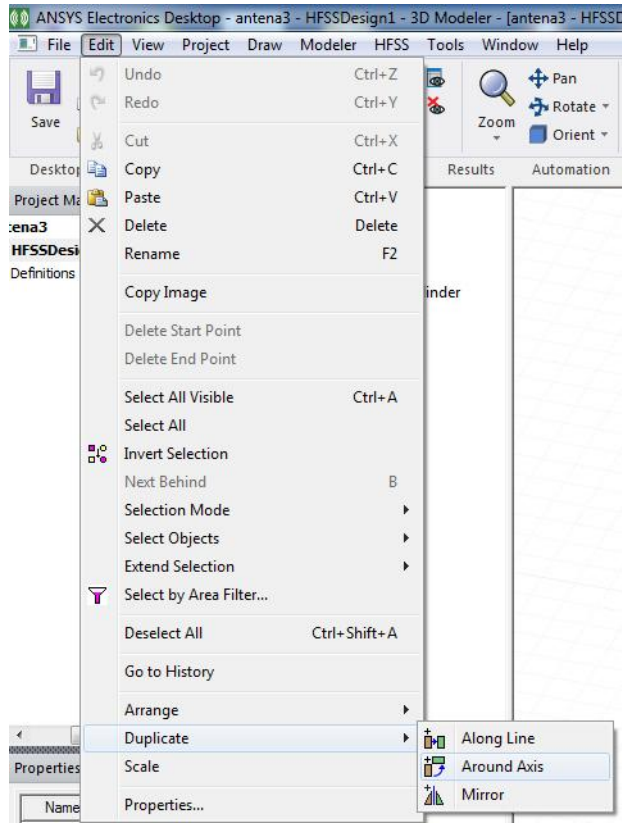 ANSYS Electronics Desktop - antena3 - HFSSDesign1 - 3D Modeler - [antena3 - HFSSD
File Edit View Project Draw Modeler HFSS Tools Window Help
Save
Zoom
Pan
Rotate
Orient
Desktop
Results
Automation
Project Ma
tena3
HFSSDesi
Definitions
inder
Undo Ctrl+Z
Redo Ctrl+Y
Cut Ctrl+X
Copy Ctrl+C
Paste Ctrl+V
Delete Delete
Rename F2
Copy Image
Delete Start Point
Delete End Point
Select All Visible Ctrl+A
Select All
Invert Selection
Next Behind B
Selection Mode
Select Objects
Extend Selection
Select by Area Filter...
Deselect All Ctrl+Shift+A
Go to History
Arrange
Duplicate
Scale
Properties...
Along Line
Around Axis
Mirror
Properties
Name